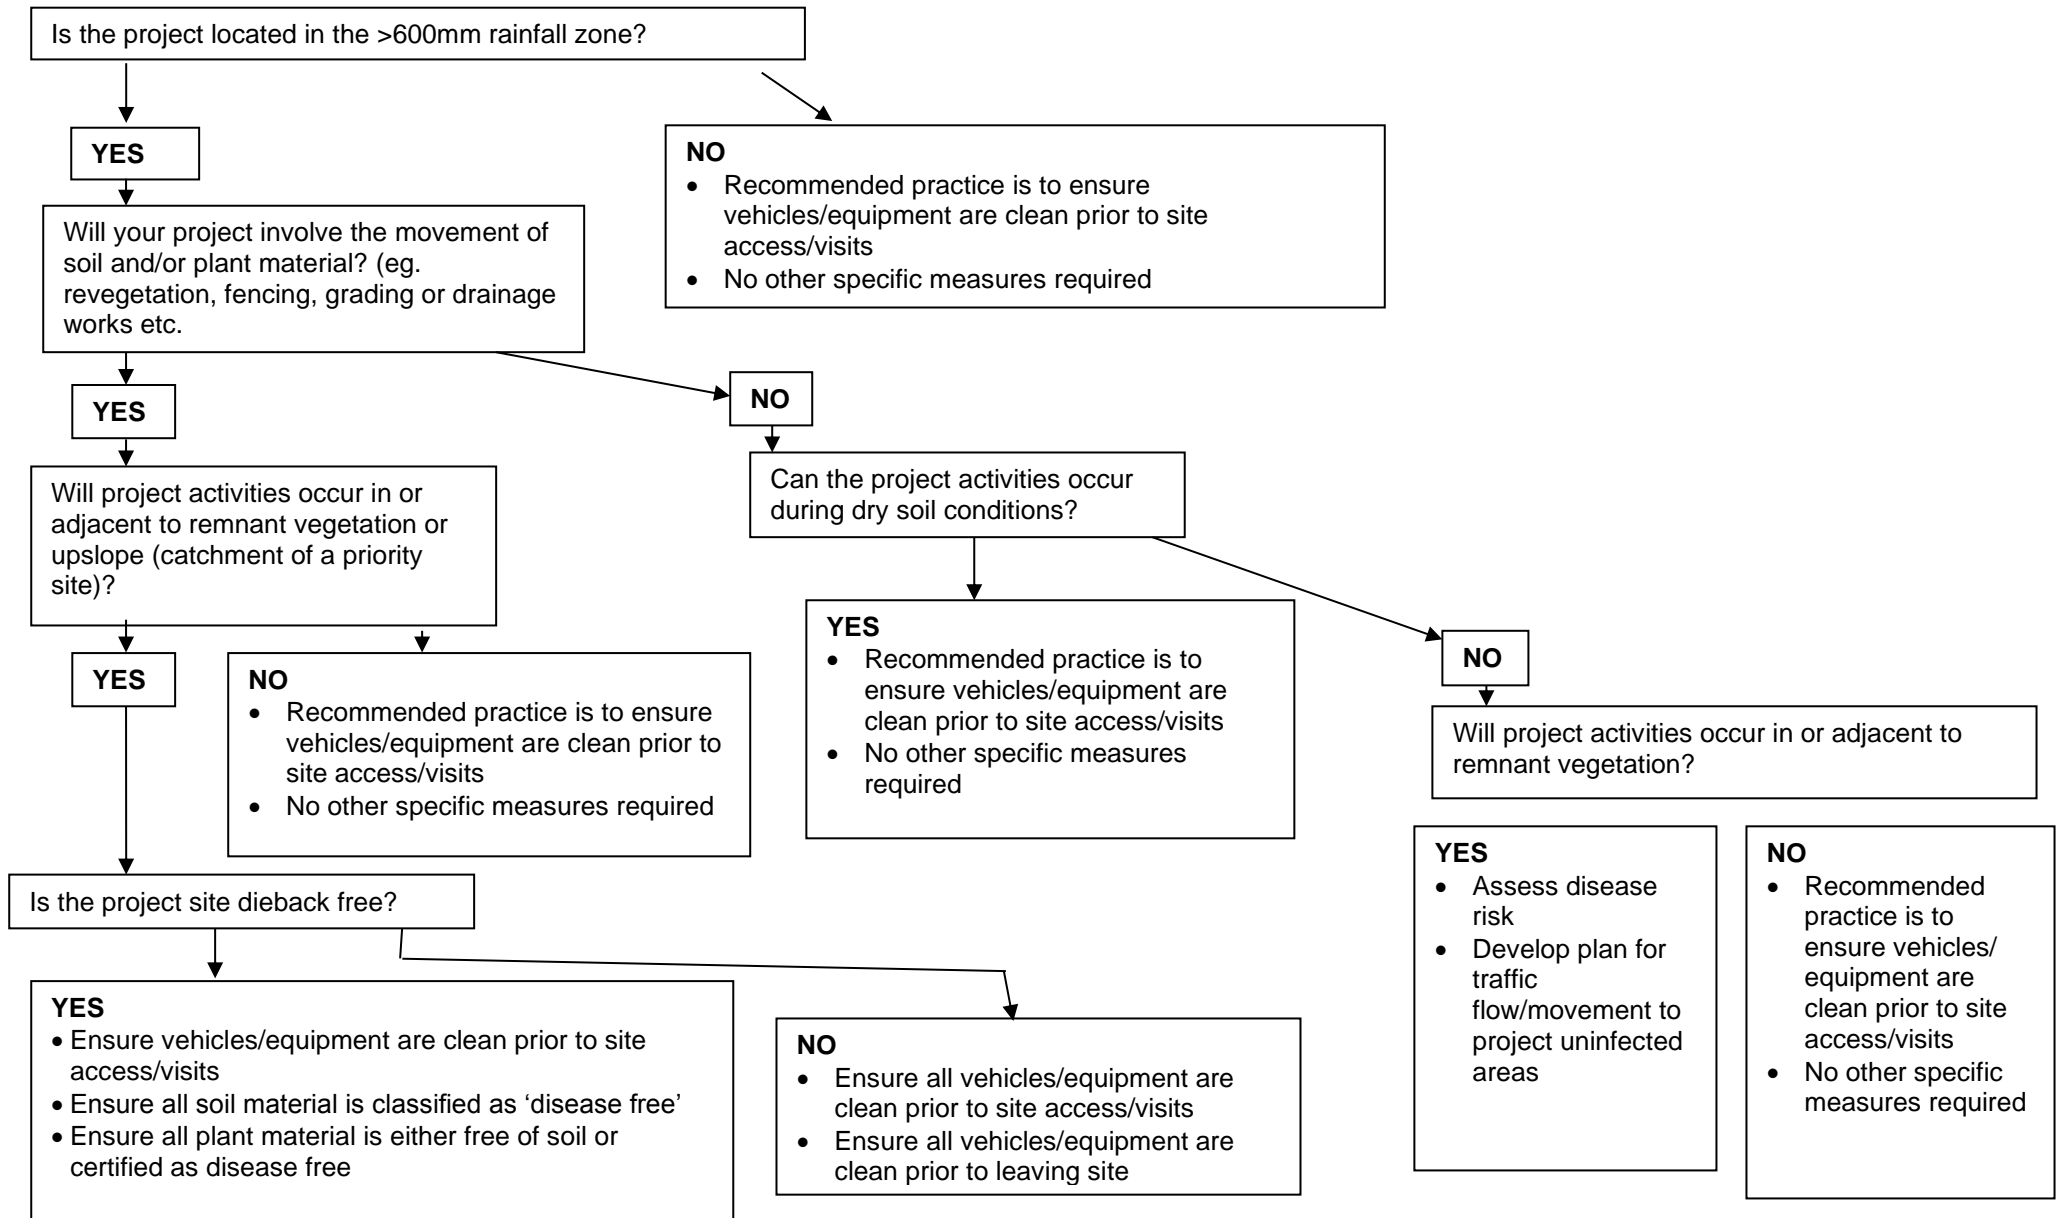 Is the project located in the >600mm rainfall zone?
YES
NO
• Recommended practice is to ensure
vehicles/equipment are clean prior to site
access/visits
• No other specific measures required
Will your project involve the movement of
soil and/or plant material? (eg.
revegetation, fencing, grading or drainage
works etc.
YES
NO
Will project activities occur in or
adjacent to remnant vegetation or
upslope (catchment of a priority
site)?
Can the project activities occur
during dry soil conditions?
YES
NO
• Recommended practice is to ensure
vehicles/equipment are clean prior to
site access/visits
• No other specific measures required
YES
• Recommended practice is to
ensure vehicles/equipment are
clean prior to site access/visits
• No other specific measures
required
NO
Will project activities occur in or adjacent to
remnant vegetation?
YES
• Assess disease
risk
• Develop plan for
traffic
flow/movement to
project uninfected
areas
NO
• Recommended
practice is to
ensure vehicles/
equipment are
clean prior to site
access/visits
• No other specific
measures required
Is the project site dieback free?
YES
• Ensure vehicles/equipment are clean prior to site
access/visits
• Ensure all soil material is classified as ‘disease free’
• Ensure all plant material is either free of soil or
certified as disease free
NO
• Ensure all vehicles/equipment are
clean prior to site access/visits
• Ensure all vehicles/equipment are
clean prior to leaving site